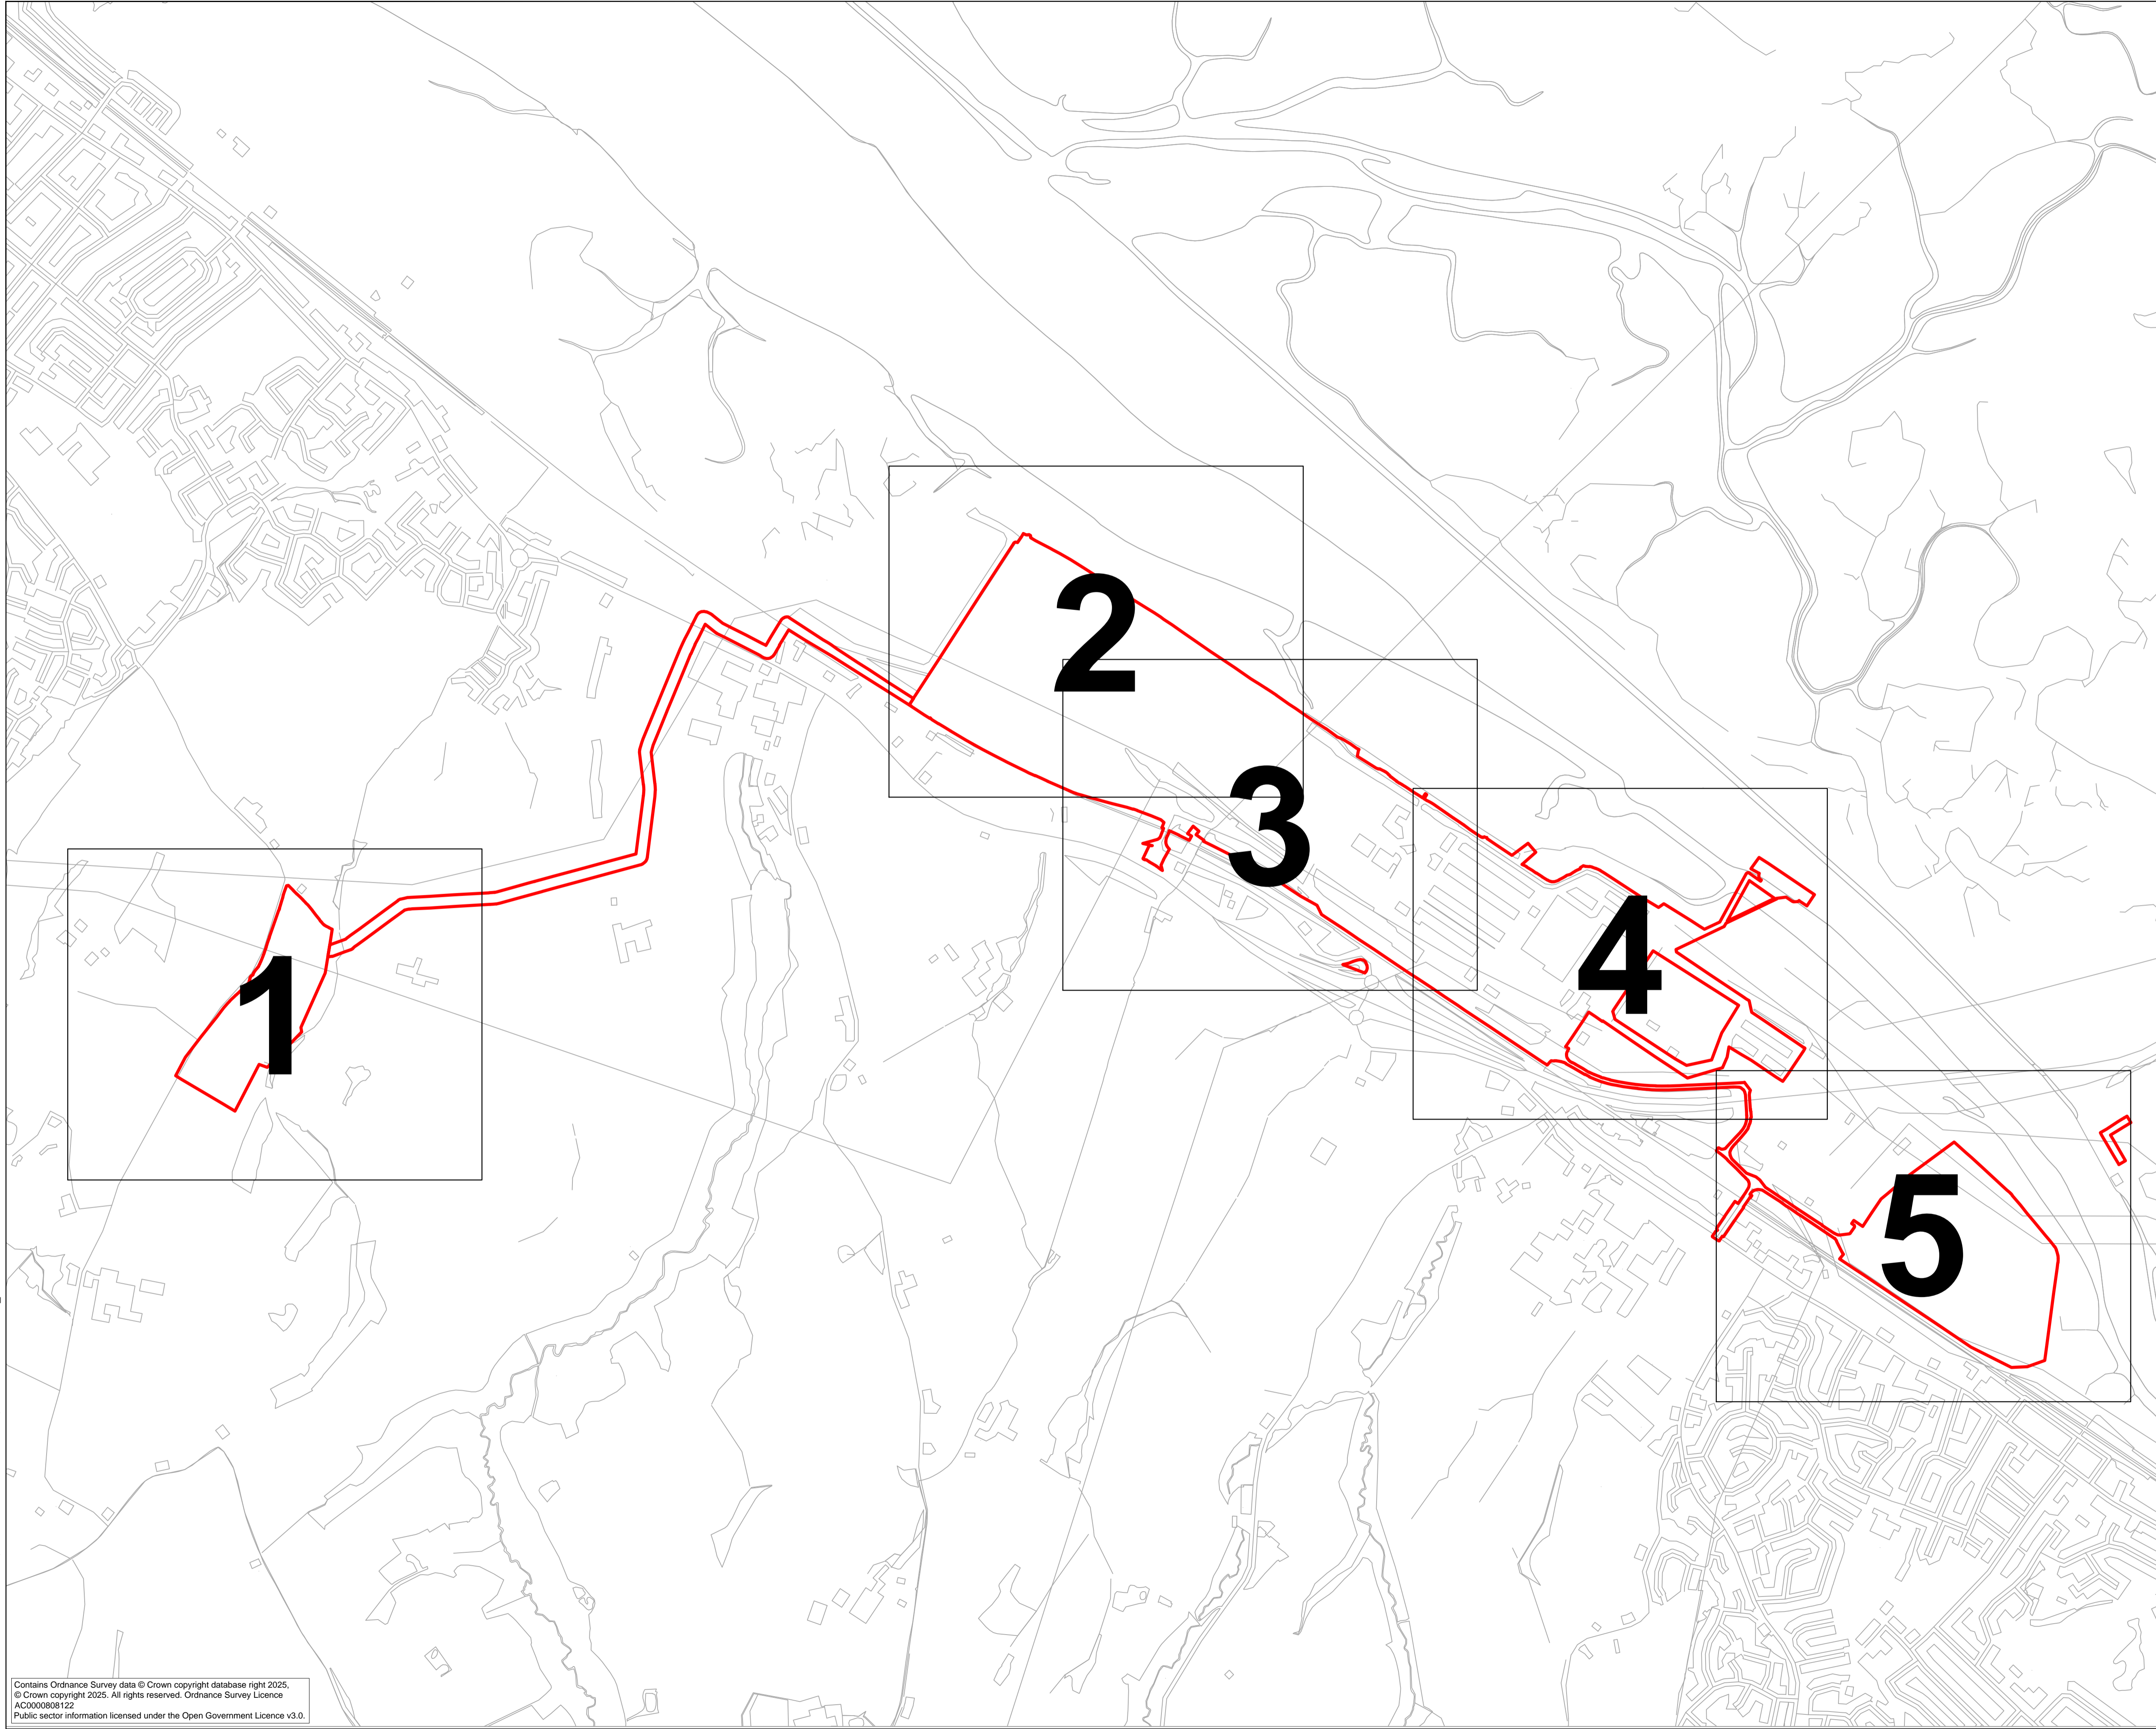 2
3
4
1
5
Contains Ordnance Survey data © Crown copyright database right 2025,
© Crown copyright 2025. All rights reserved. Ordnance Survey Licence
AC0000808122
Public sector information licensed under the Open Government Licence v3.0.